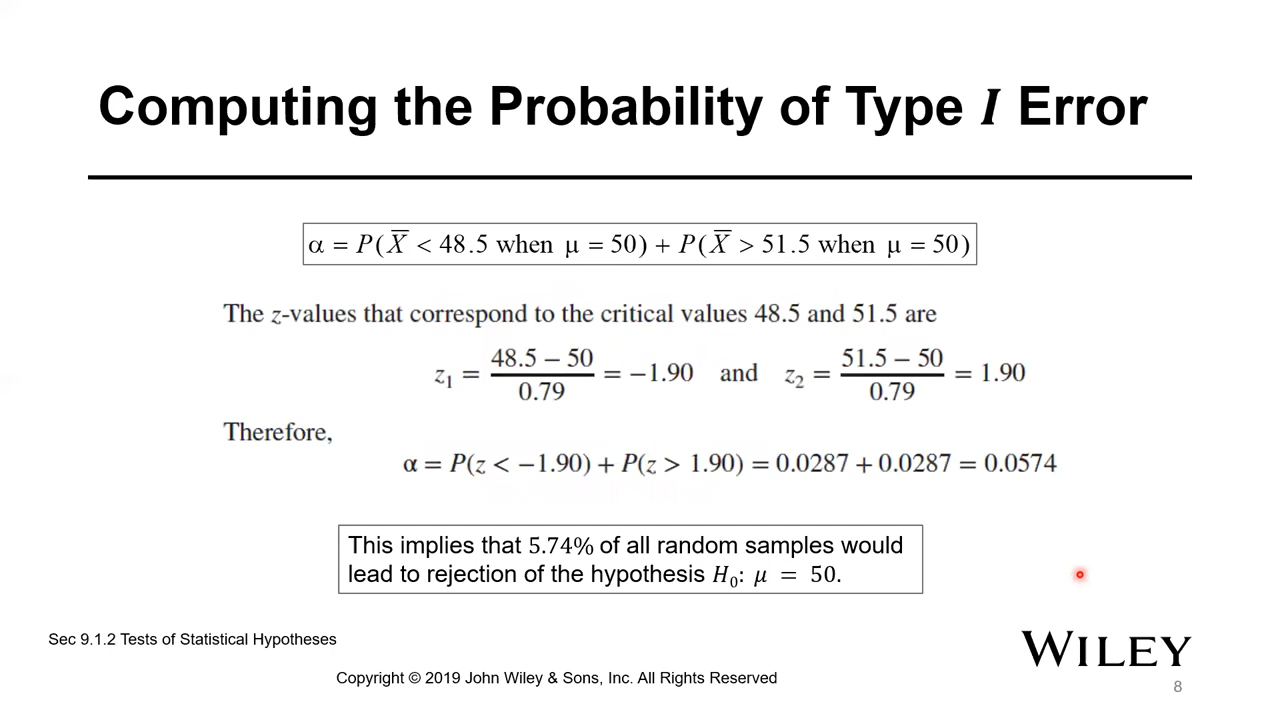 Computing the Probability of Type I Error
α = P(X̅ < 48.5 when μ = 50) + P(X̅ > 51.5 when μ = 50)
The z-values that correspond to the critical values 48.5 and 51.5 are
z₁ = (48.5 − 50)/0.79 = −1.90 and z₂ = (51.5 − 50)/0.79 = 1.90
Therefore,
α = P(z < −1.90) + P(z > 1.90) = 0.0287 + 0.0287 = 0.0574
This implies that 5.74% of all random samples would
lead to rejection of the hypothesis H₀: μ = 50.
Sec 9.1.2 Tests of Statistical Hypotheses
WILEY
Copyright © 2019 John Wiley & Sons, Inc. All Rights Reserved
8